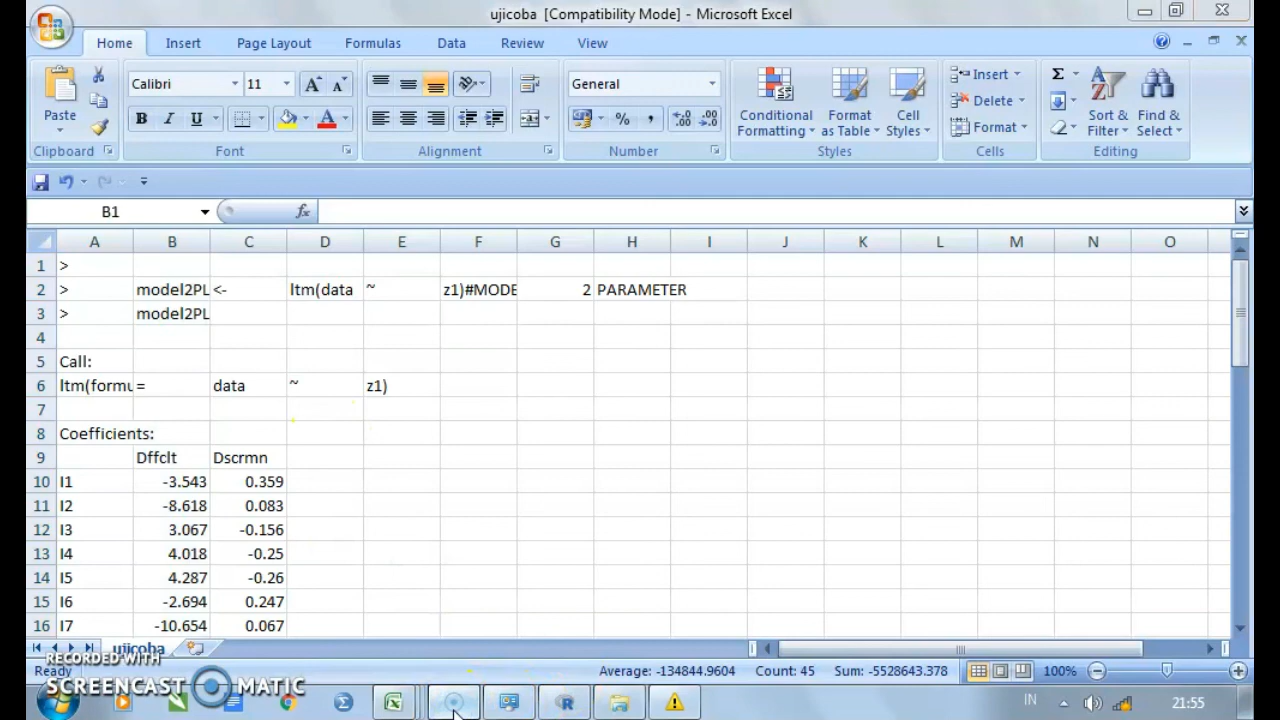 ujicoba [Compatibility Mode] - Microsoft Excel
Home Insert Page Layout Formulas Data Review View
Calibri 11 General
Paste
B I U
% ,
Conditional Formatting
Format as Table
Cell Styles
Insert
Delete
Format
Σ
Sort & Filter
Find & Select
Clipboard Font Alignment Number Styles Cells Editing
B1 fx
A B C D E F G H I J K L M N O
1 >
2 > model2PL <- ltm(data ~ z1)#MODE 2 PARAMETER
3 > model2PL
4
5 Call:
6 ltm(formu = data ~ z1)
7
8 Coefficients:
9 Dffclt Dscrmn
10 I1 -3.543 0.359
11 I2 -8.618 0.083
12 I3 3.067 -0.156
13 I4 4.018 -0.25
14 I5 4.287 -0.26
15 I6 -2.694 0.247
16 I7 -10.654 0.067
ujicoba
Ready Average: -134844.9604 Count: 45 Sum: -5528643.378 100%
RECORDED WITH
SCREENCAST MATIC
IN 21:55